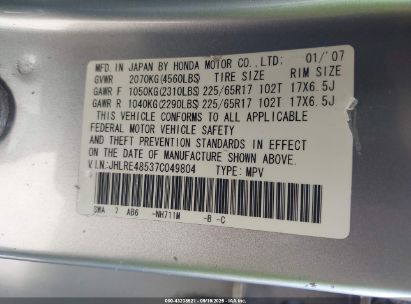 MFD. IN JAPAN BY HONDA MOTOR CO., LTD. 01/'07
GVWR 2070KG(4560LBS) TIRE SIZE RIM SIZE
GAWR F 1050KG(2310LBS) 225/65R17 102T 17X6.5J
GAWR R 1040KG(2290LBS) 225/65R17 102T 17X6.5J
THIS VEHICLE CONFORMS TO ALL APPLICABLE
FEDERAL MOTOR VEHICLE SAFETY
AND THEFT PREVENTION STANDARDS IN EFFECT
ON THE DATE OF MANUFACTURE SHOWN ABOVE.
V.I.N:JHLRE48537C049804 TYPE: MPV
SWA 7 AB6 -NH711M -B -C